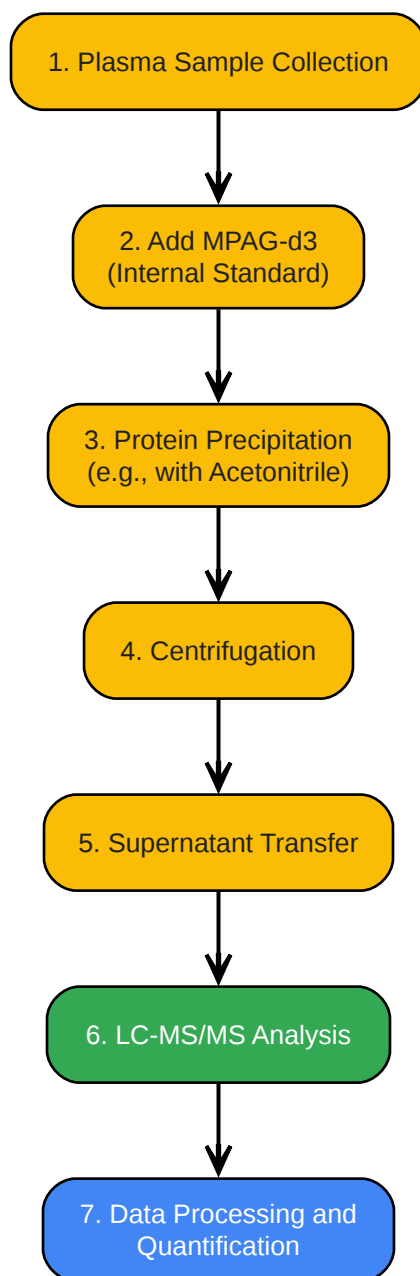 1. Plasma Sample Collection
2. Add MPAG-d3
(Internal Standard)
3. Protein Precipitation
(e.g., with Acetonitrile)
4. Centrifugation
5. Supernatant Transfer
6. LC-MS/MS Analysis
7. Data Processing and
Quantification